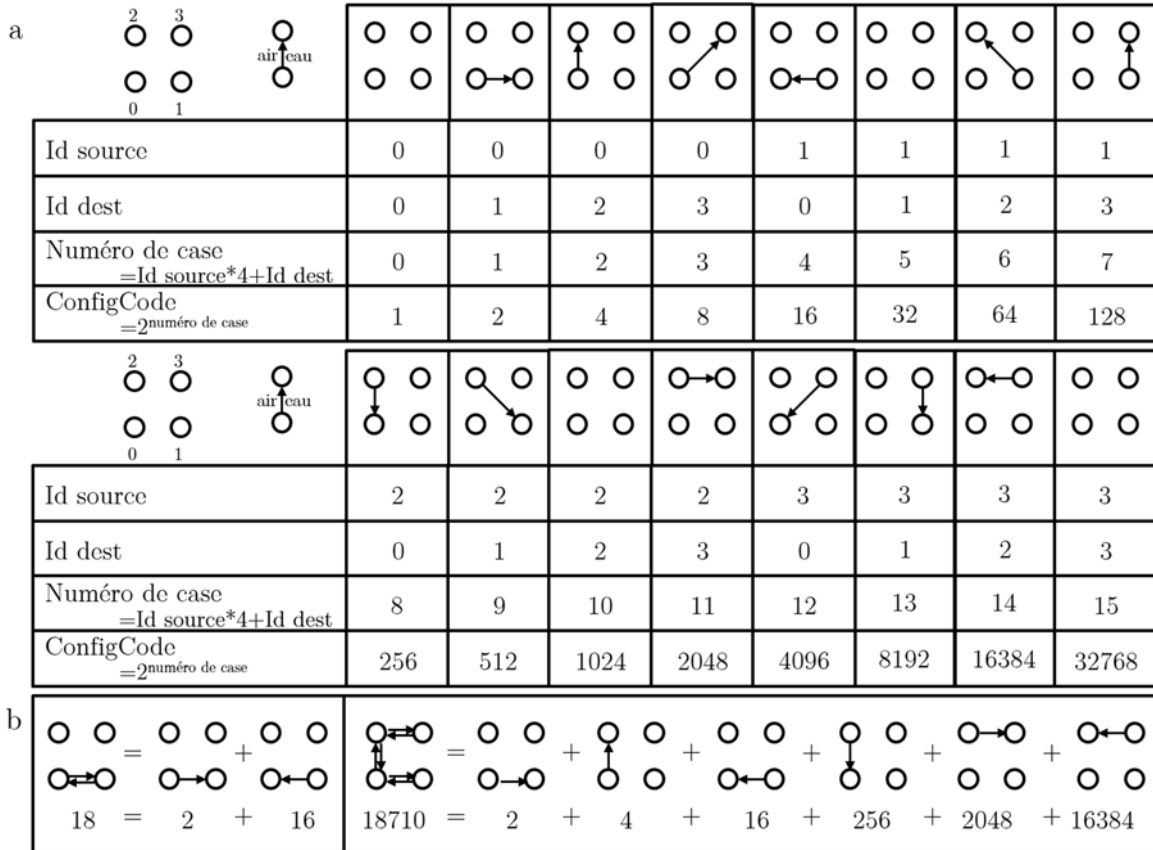 a
2 3
air eau
0 1
Id source 0 0 0 0 1 1 1 1
Id dest 0 1 2 3 0 1 2 3
Numéro de case
=Id source*4+Id dest 0 1 2 3 4 5 6 7
ConfigCode
=2^numéro de case 1 2 4 8 16 32 64 128
2 3
air eau
0 1
Id source 2 2 2 2 3 3 3 3
Id dest 0 1 2 3 0 1 2 3
Numéro de case
=Id source*4+Id dest 8 9 10 11 12 13 14 15
ConfigCode
=2^numéro de case 256 512 1024 2048 4096 8192 16384 32768
b
= + = + + + + +
18 = 2 + 16 18710 = 2 + 4 + 16 + 256 + 2048 + 16384